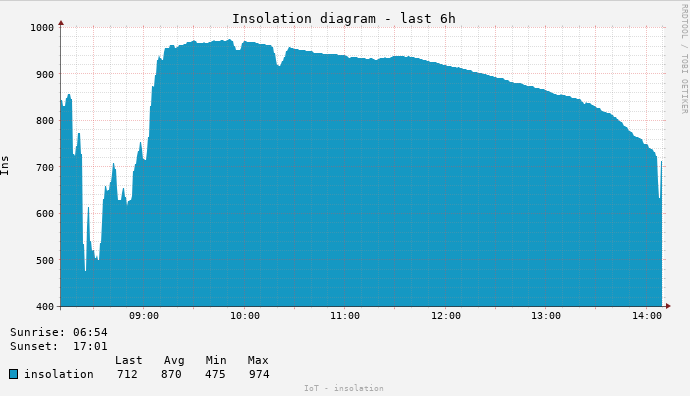 Insolation diagram - last 6h
RRDTOOL / TOBI OETIKER
Ins
1000
900
800
700
600
500
400
09:00 10:00 11:00 12:00 13:00 14:00
Sunrise: 06:54
Sunset: 17:01
Last Avg Min Max
insolation 712 870 475 974
IoT - insolation